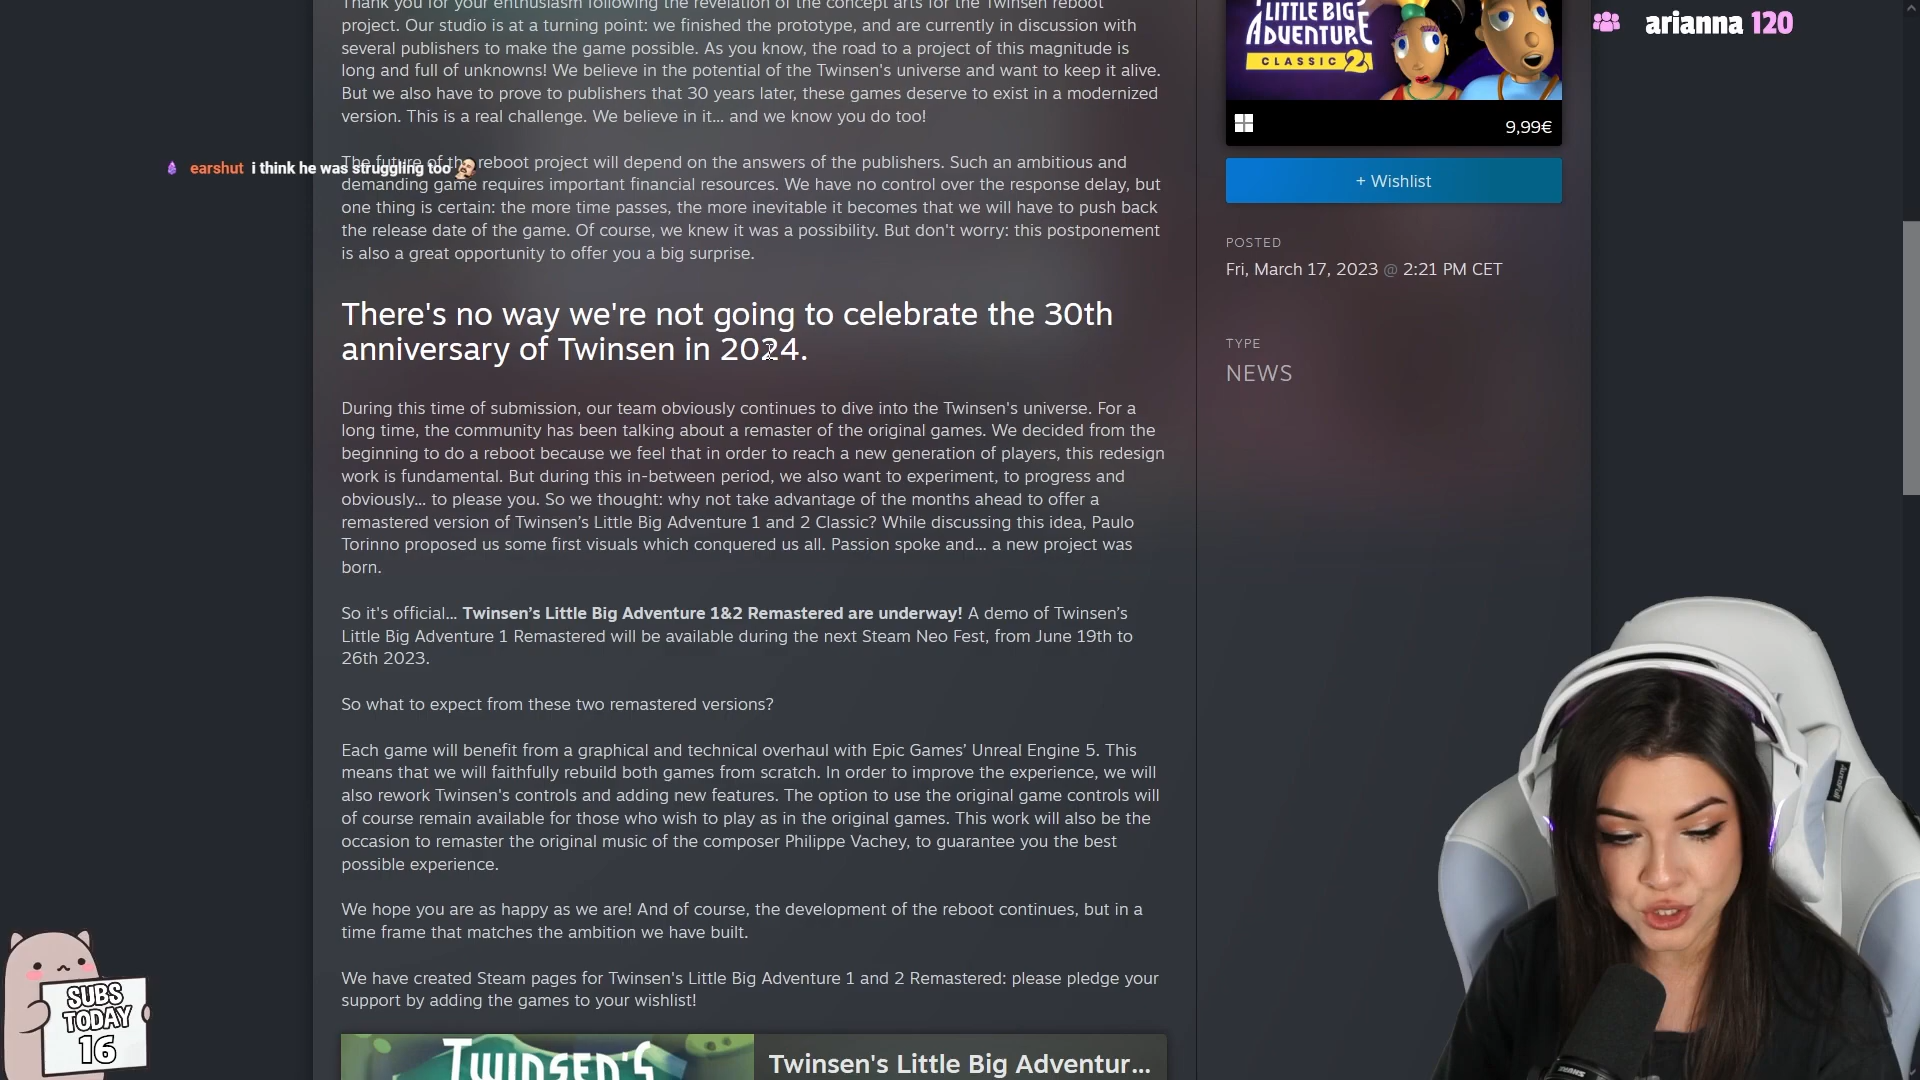 Thank you for your enthusiasm following the revelation of the concept arts for the Twinsen reboot
project. Our studio is at a turning point: we finished the prototype, and are currently in discussion with
several publishers to make the game possible. As you know, the road to a project of this magnitude is
long and full of unknowns! We believe in the potential of the Twinsen's universe and want to keep it alive.
But we also have to prove to publishers that 30 years later, these games deserve to exist in a modernized
version. This is a real challenge. We believe in it... and we know you do too!
The future of the reboot project will depend on the answers of the publishers. Such an ambitious and
demanding game requires important financial resources. We have no control over the response delay, but
one thing is certain: the more time passes, the more inevitable it becomes that we will have to push back
the release date of the game. Of course, we knew it was a possibility. But don't worry: this postponement
is also a great opportunity to offer you a big surprise.
earshut i think he was struggling too
There's no way we're not going to celebrate the 30th
anniversary of Twinsen in 2024.
During this time of submission, our team obviously continues to dive into the Twinsen's universe. For a
long time, the community has been talking about a remaster of the original games. We decided from the
beginning to do a reboot because we feel that in order to reach a new generation of players, this redesign
work is fundamental. But during this in-between period, we also want to experiment, to progress and
obviously... to please you. So we thought: why not take advantage of the months ahead to offer a
remastered version of Twinsen’s Little Big Adventure 1 and 2 Classic? While discussing this idea, Paulo
Torinno proposed us some first visuals which conquered us all. Passion spoke and... a new project was
born.
So it's official... Twinsen’s Little Big Adventure 1&2 Remastered are underway! A demo of Twinsen’s
Little Big Adventure 1 Remastered will be available during the next Steam Neo Fest, from June 19th to
26th 2023.
So what to expect from these two remastered versions?
Each game will benefit from a graphical and technical overhaul with Epic Games’ Unreal Engine 5. This
means that we will faithfully rebuild both games from scratch. In order to improve the experience, we will
also rework Twinsen's controls and adding new features. The option to use the original game controls will
of course remain available for those who wish to play as in the original games. This work will also be the
occasion to remaster the original music of the composer Philippe Vachey, to guarantee you the best
possible experience.
We hope you are as happy as we are! And of course, the development of the reboot continues, but in a
time frame that matches the ambition we have built.
We have created Steam pages for Twinsen's Little Big Adventure 1 and 2 Remastered: please pledge your
support by adding the games to your wishlist!
TWINSEN'S
Twinsen's Little Big Adventur...
LITTLE BIG
ADVENTURE
CLASSIC 2
9,99€
+ Wishlist
POSTED
Fri, March 17, 2023 @ 2:21 PM CET
TYPE
NEWS
arianna 120
SUBS
TODAY
16